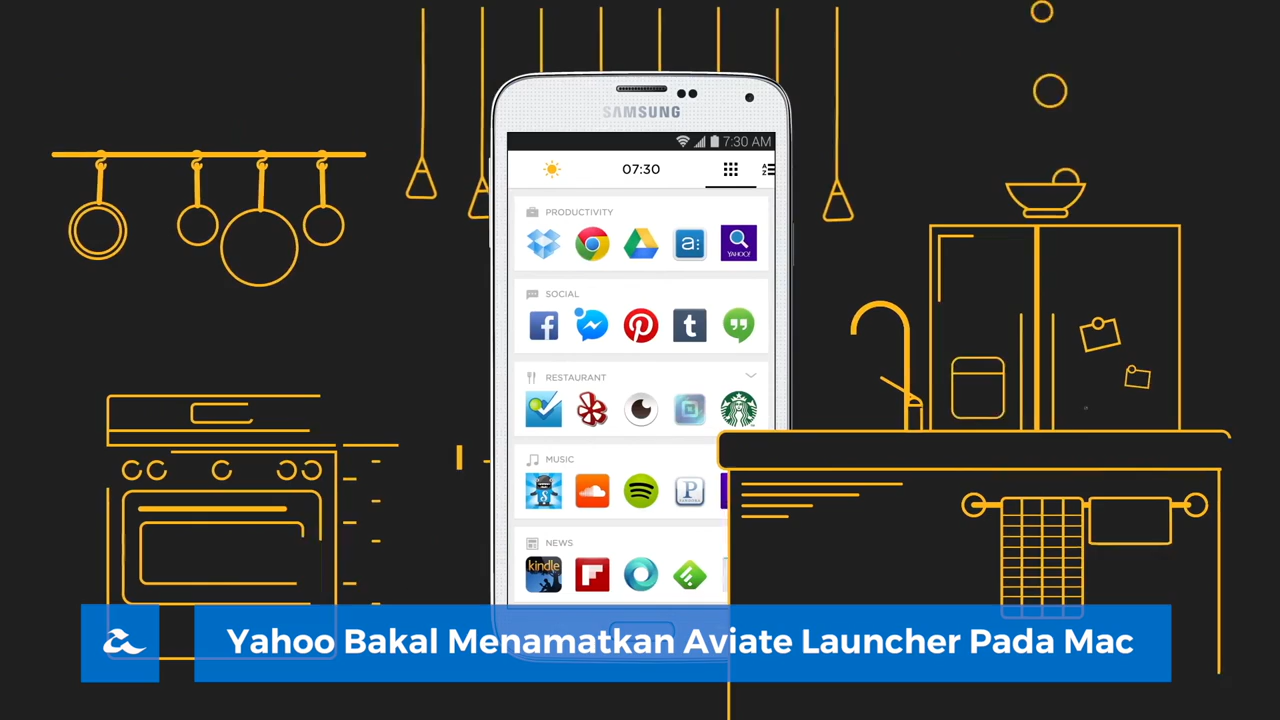 SAMSUNG
7:30 AM
07:30
A
Z
PRODUCTIVITY
a:
YAHOO!
SOCIAL
f
t
RESTAURANT
MUSIC
S
P
PANDORA
NEWS
kindle
Yahoo Bakal Menamatkan Aviate Launcher Pada Mac